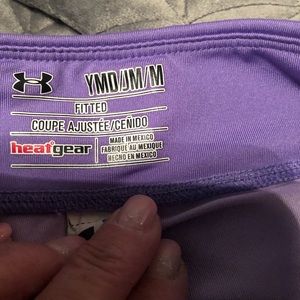 YMD/JM/M
FITTED
COUPE AJUSTÉE/CEÑIDO
heatgear
MADE IN MEXICO
FABRIQUÉ AU MEXIQUE
HECHO EN MÉXICO